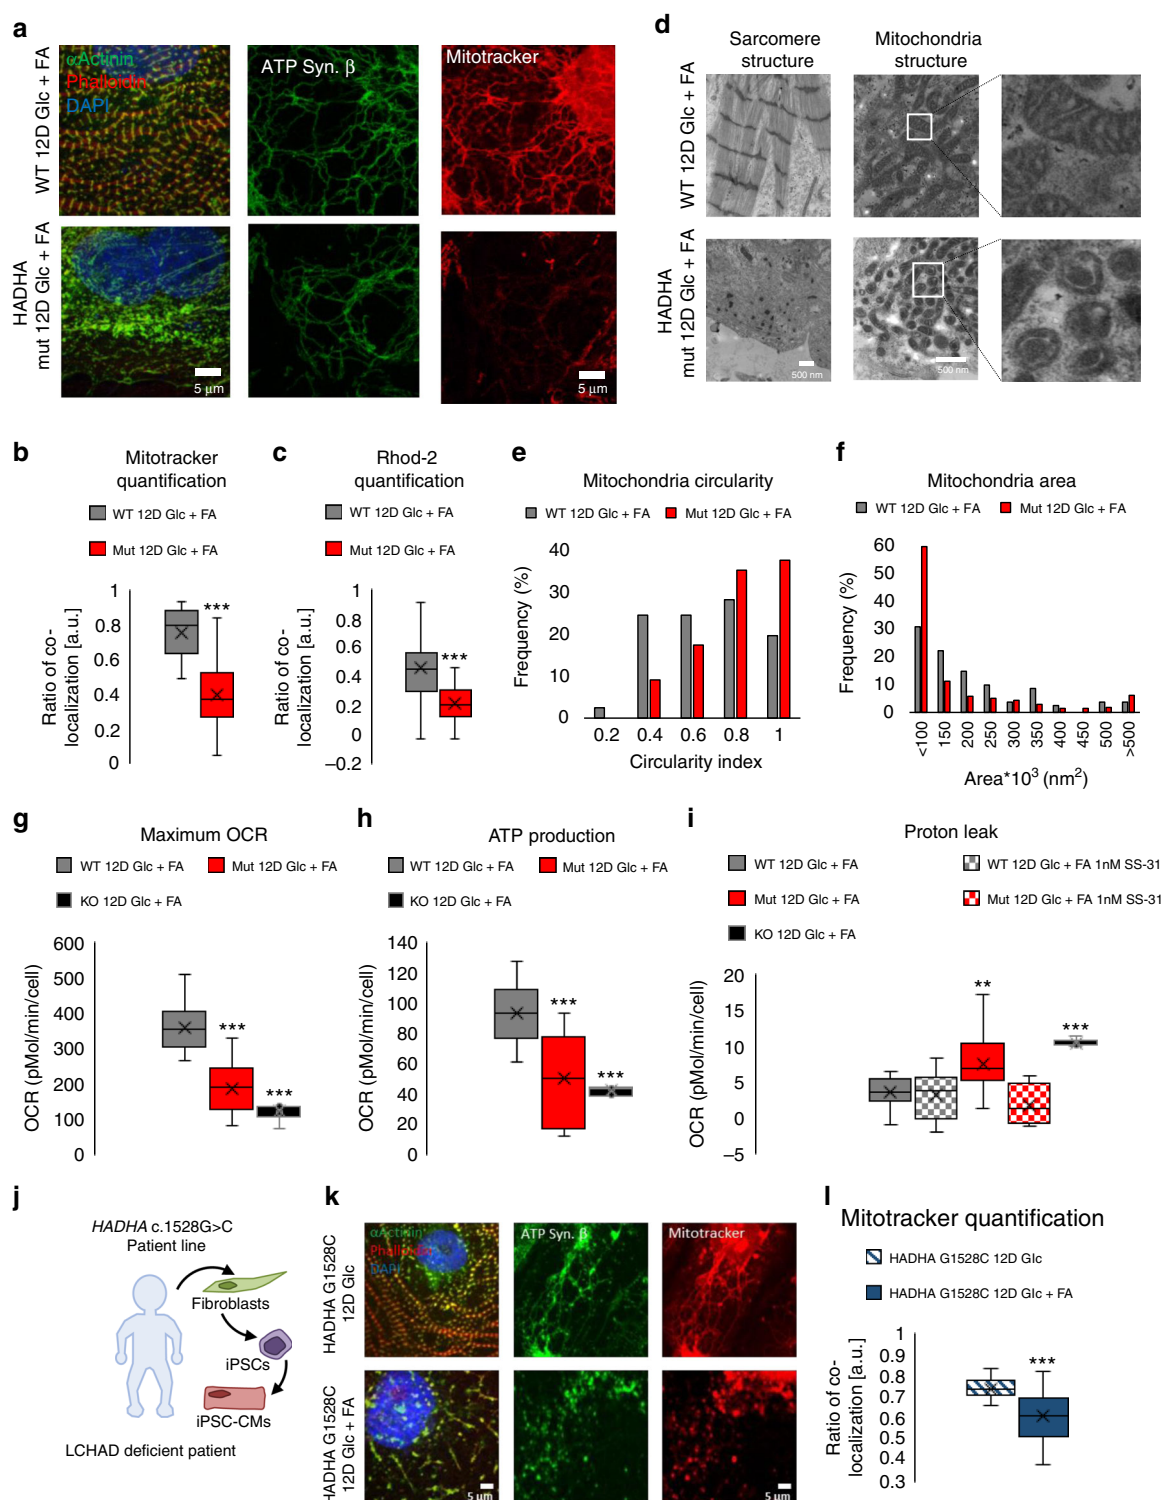 a
WT 12D Glc + FA
αActinin
Phalloidin
DAPI
ATP Syn. β
Mitotracker
HADHA
mut 12D Glc + FA
5 μm
5 μm
d
Sarcomere
structure
Mitochondria
structure
WT 12D Glc + FA
HADHA
mut 12D Glc + FA
500 nm
500 nm
b
Mitotracker
quantification
WT 12D Glc + FA
Mut 12D Glc + FA
Ratio of co-
localization [a.u.]
1
0.8
0.6
0.4
0.2
0
***
c
Rhod-2
quantification
WT 12D Glc + FA
Mut 12D Glc + FA
Ratio of co-
localization [a.u.]
1
0.8
0.6
0.4
0.2
0
–0.2
***
e
Mitochondria circularity
WT 12D Glc + FA
Mut 12D Glc + FA
Frequency (%)
40
30
20
10
0
0.2 0.4 0.6 0.8 1
Circularity index
f
Mitochondria area
WT 12D Glc + FA
Mut 12D Glc + FA
Frequency (%)
60
50
40
30
20
10
0
<100 150 200 250 300 350 400 450 500 >500
Area*10³ (nm²)
g
Maximum OCR
WT 12D Glc + FA
Mut 12D Glc + FA
KO 12D Glc + FA
OCR (pMol/min/cell)
600
500
400
300
200
100
0
***
***
h
ATP production
WT 12D Glc + FA
Mut 12D Glc + FA
KO 12D Glc + FA
OCR (pMol/min/cell)
140
120
100
80
60
40
20
0
***
***
i
Proton leak
WT 12D Glc + FA
WT 12D Glc + FA 1nM SS-31
Mut 12D Glc + FA
Mut 12D Glc + FA 1nM SS-31
KO 12D Glc + FA
OCR (pMol/min/cell)
20
15
10
5
0
–5
**
***
j
HADHA c.1528G>C
Patient line
Fibroblasts
iPSCs
iPSC-CMs
LCHAD deficient patient
k
HADHA G1528C
12D Glc
αActinin
Phalloidin
DAPI
ATP Syn. β
Mitotracker
HADHA G1528C
12D Glc + FA
5 μm
5 μm
l
Mitotracker quantification
HADHA G1528C 12D Glc
HADHA G1528C 12D Glc + FA
Ratio of co-
localization [a.u.]
1
0.9
0.8
0.7
0.6
0.5
0.4
0.3
***